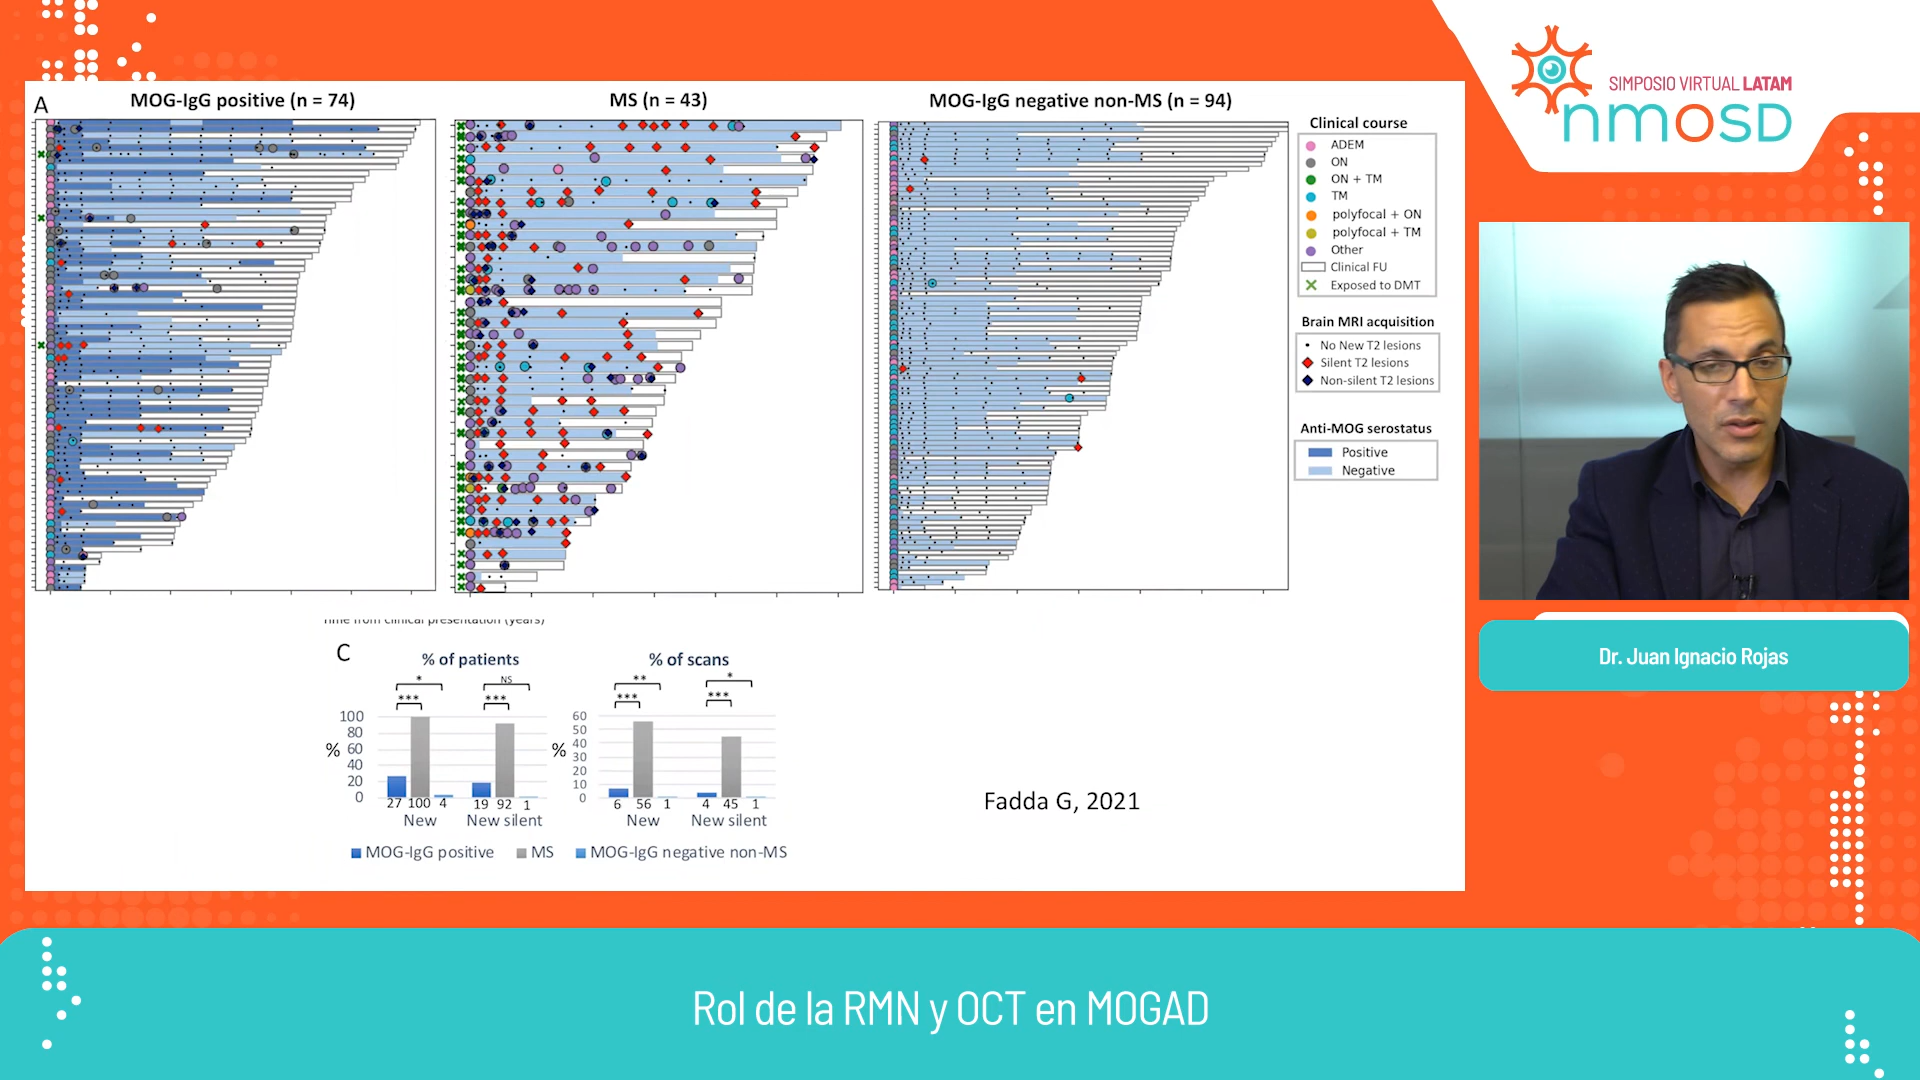 SIMPOSIO VIRTUAL LATAM
nmosD
A
MOG-IgG positive (n = 74)
MS (n = 43)
MOG-IgG negative non-MS (n = 94)
Clinical course
ADEM
ON
ON + TM
TM
polyfocal + ON
polyfocal + TM
Other
Clinical FU
Exposed to DMT
Brain MRI acquisition
No New T2 lesions
Silent T2 lesions
Non-silent T2 lesions
Anti-MOG serostatus
Positive
Negative
Time from clinical presentation (years)
C
% of patients
% of scans
* NS ** *
*** *** *** ***
%
100
80
60
40
20
0
27 100 4 19 92 1
New New silent
%
60
50
40
30
20
10
0
6 56 1 4 45 1
New New silent
MOG-IgG positive MS MOG-IgG negative non-MS
Fadda G, 2021
Dr. Juan Ignacio Rojas
Rol de la RMN y OCT en MOGAD